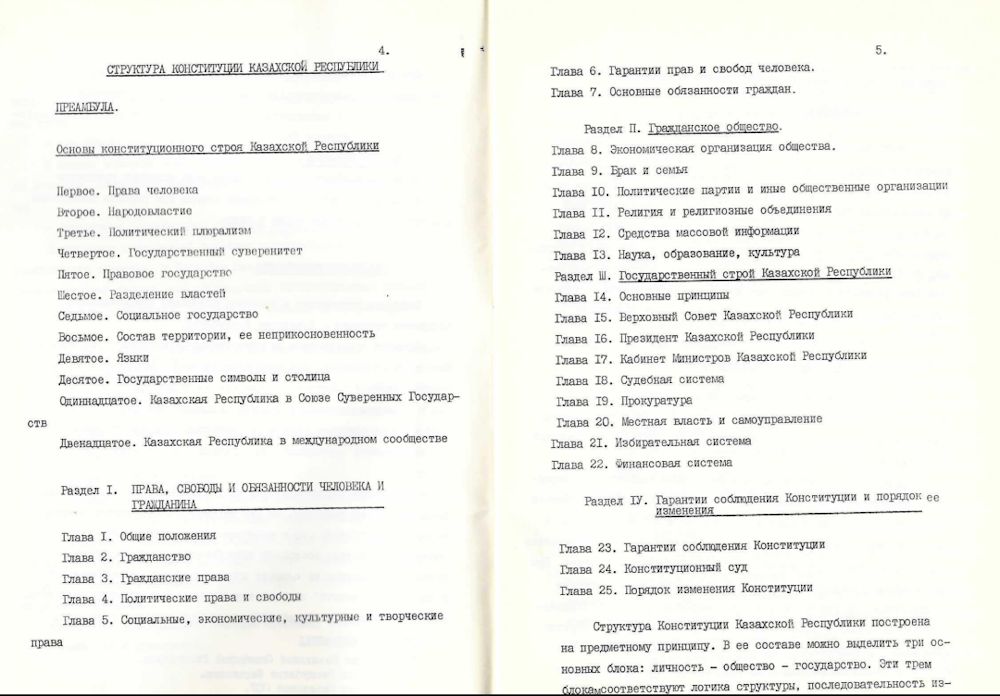 4.
СТРУКТУРА КОНСТИТУЦИИ КАЗАХСКОЙ РЕСПУБЛИКИ
ПРЕАМБУЛА.
Основы конституционного строя Казахской Республики
Первое. Права человека
Второе. Народовластие
Третье. Политический плюрализм
Четвертое. Государственный суверенитет
Пятое. Правовое государство
Шестое. Разделение властей
Седьмое. Социальное государство
Восьмое. Состав территории, ее неприкосновенность
Девятое. Языки
Десятое. Государственные символы и столица
Одиннадцатое. Казахская Республика в Союзе Суверенных Государ-
ств
Двенадцатое. Казахская Республика в международном сообществе
Раздел I. ПРАВА, СВОБОДЫ И ОБЯЗАННОСТИ ЧЕЛОВЕКА И
ГРАЖДАНИНА
Глава I. Общие положения
Глава 2. Гражданство
Глава 3. Гражданские права
Глава 4. Политические права и свободы
Глава 5. Социальные, экономические, культурные и творческие
права
5.
Глава 6. Гарантии прав и свобод человека.
Глава 7. Основные обязанности граждан.
Раздел П. Гражданское общество.
Глава 8. Экономическая организация общества.
Глава 9. Брак и семья
Глава IO. Политические партии и иные общественные организации
Глава II. Религия и религиозные объединения
Глава I2. Средства массовой информации
Глава I3. Наука, образование, культура
Раздел Ш. Государственный строй Казахской Республики
Глава I4. Основные принципы
Глава I5. Верховный Совет Казахской Республики
Глава I6. Президент Казахской Республики
Глава I7. Кабинет Министров Казахской Республики
Глава I8. Судебная система
Глава I9. Прокуратура
Глава 20. Местная власть и самоуправление
Глава 2I. Избирательная система
Глава 22. Финансовая система
Раздел IУ. Гарантии соблюдения Конституции и порядок ее
изменения
Глава 23. Гарантии соблюдения Конституции
Глава 24. Конституционный суд
Глава 25. Порядок изменения Конституции
Структура Конституции Казахской Республики построена
на предметному принципу. В ее составе можно выделить три ос-
новных блока: личность – общество – государство. Эти трем
блокам соответствуют логика структуры, последовательность из-